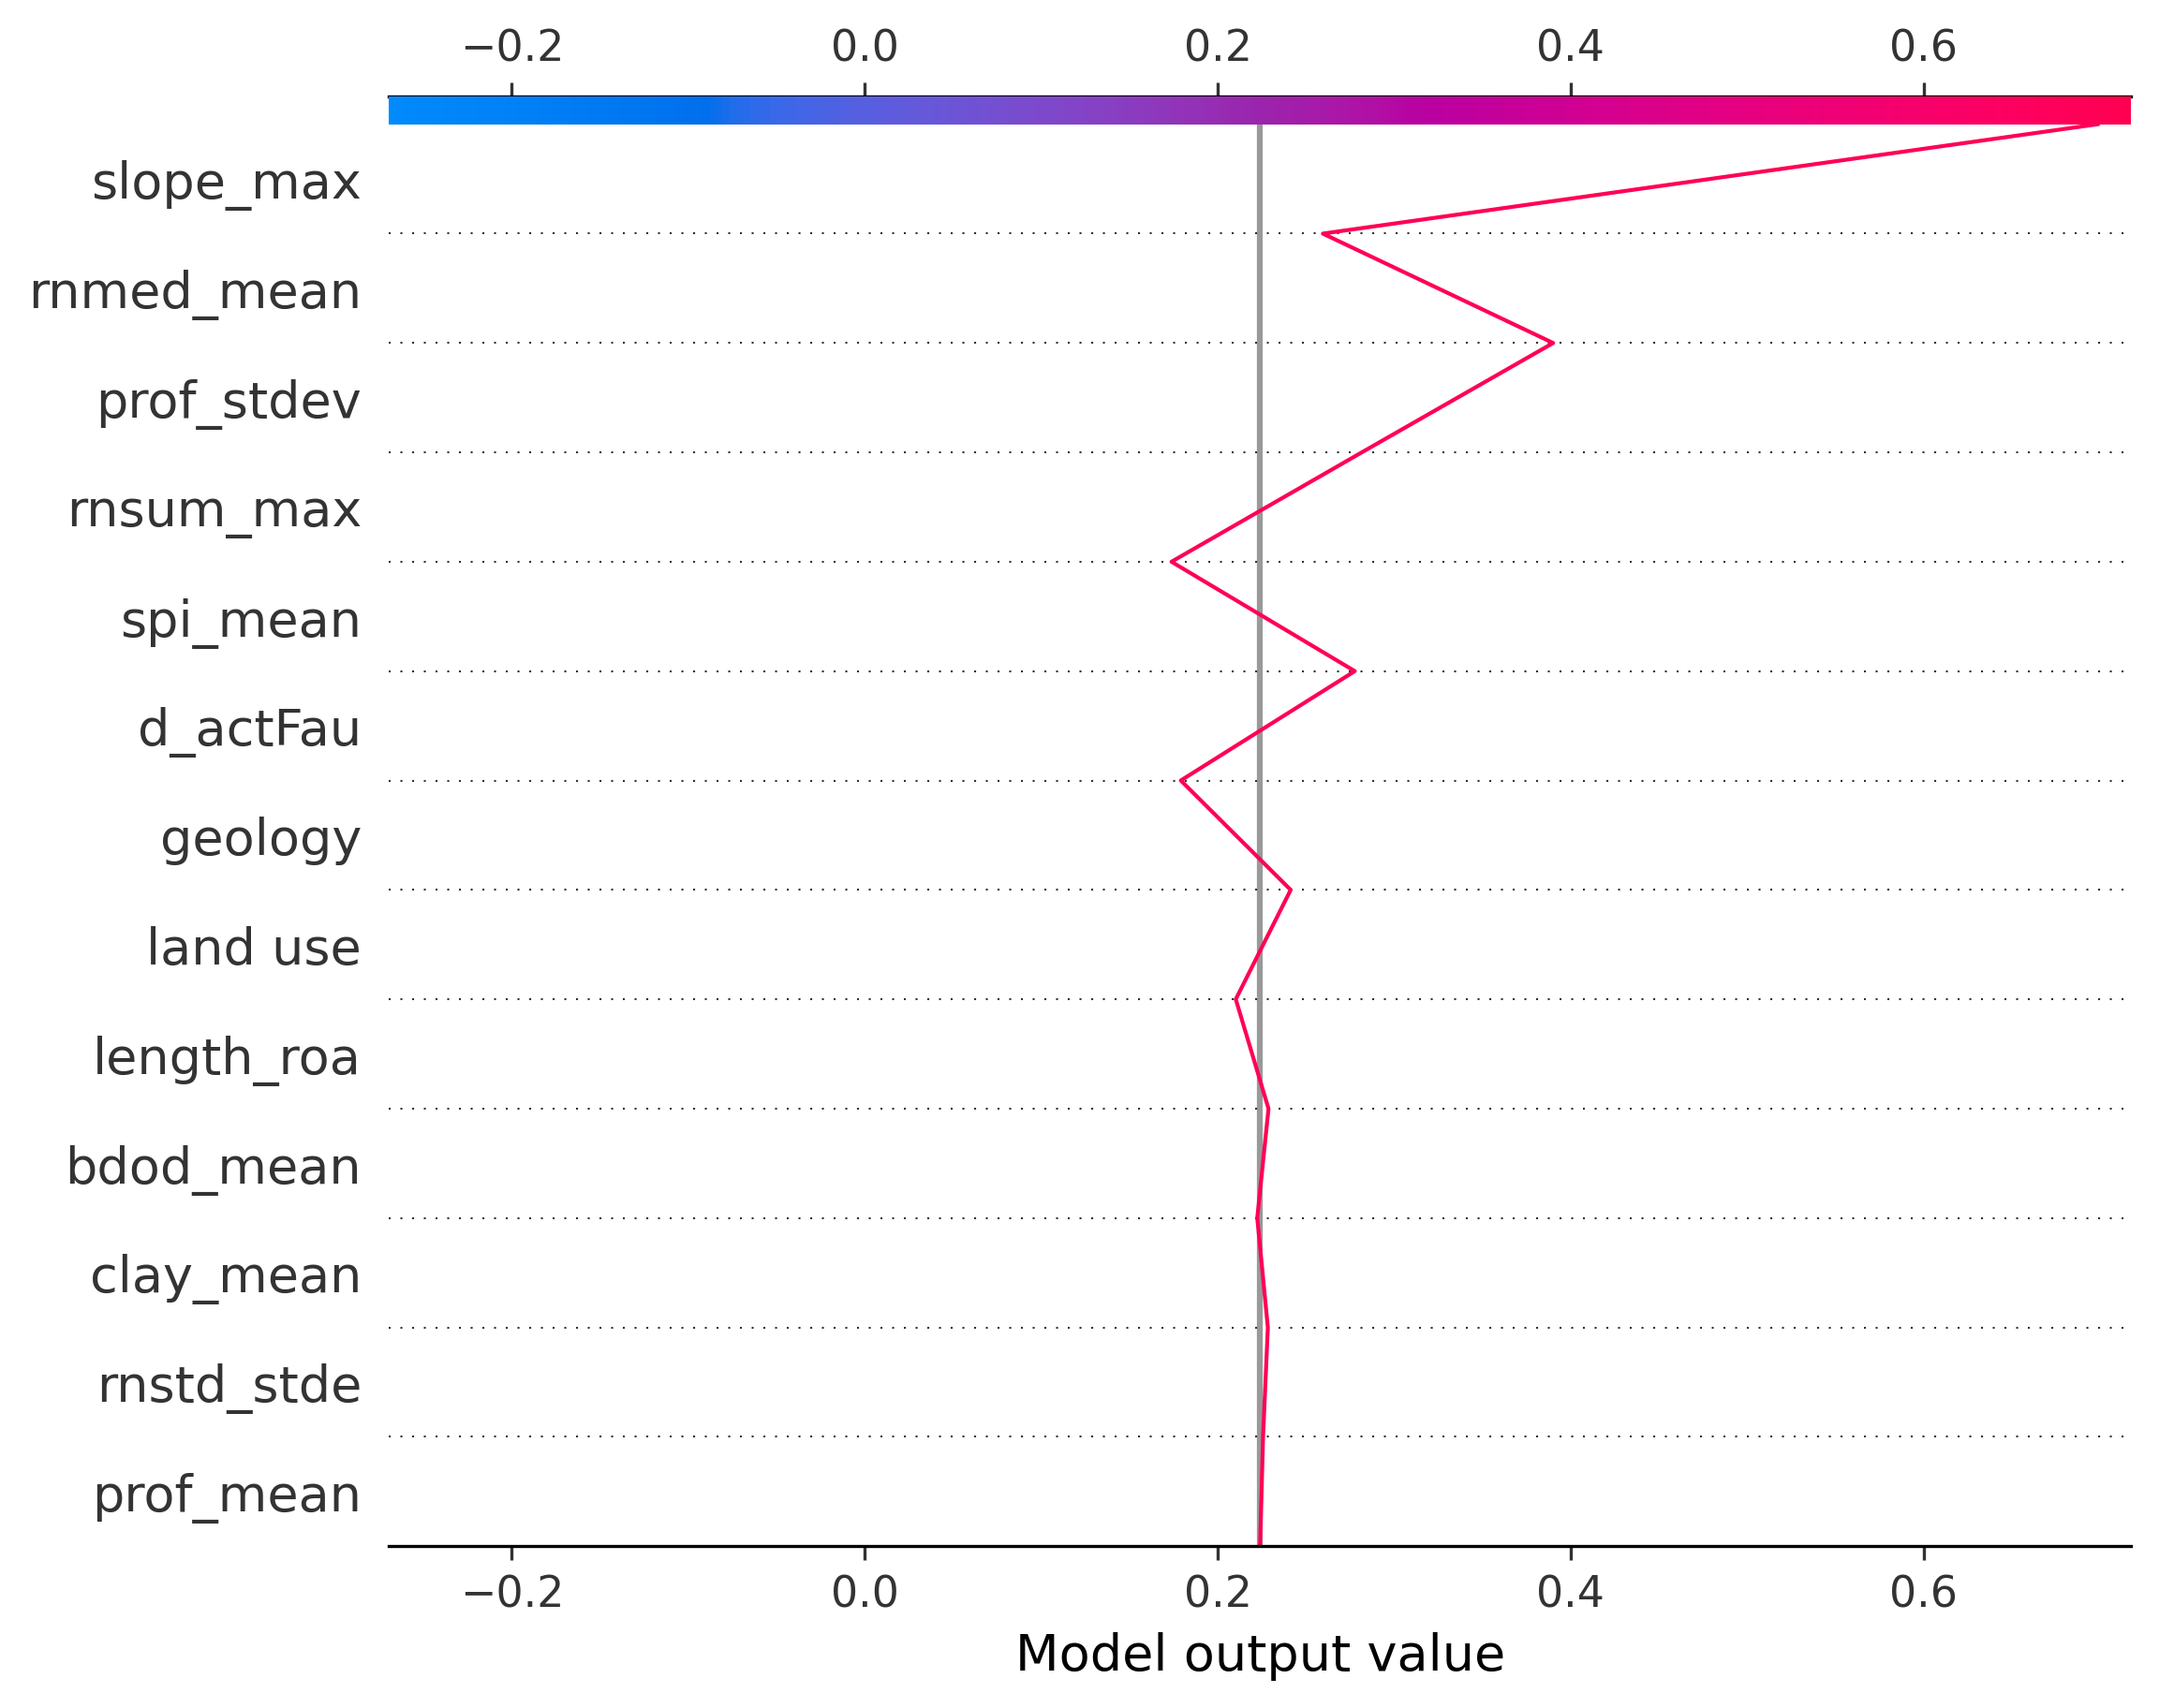 −0.2 0.0 0.2 0.4 0.6
slope_max
rnmed_mean
prof_stdev
rnsum_max
spi_mean
d_actFau
geology
land use
length_roa
bdod_mean
clay_mean
rnstd_stde
prof_mean
−0.2 0.0 0.2 0.4 0.6
Model output value